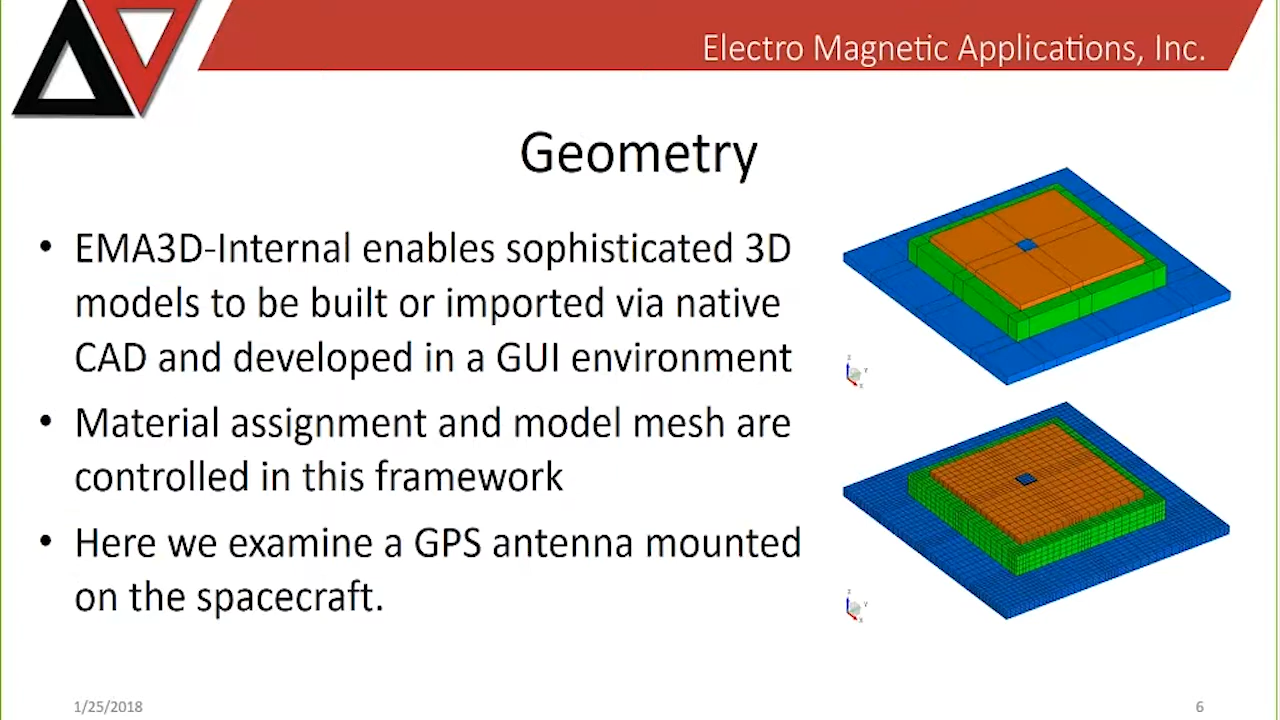 Electro Magnetic Applications, Inc.
Geometry
• EMA3D-Internal enables sophisticated 3D
models to be built or imported via native
CAD and developed in a GUI environment
• Material assignment and model mesh are
controlled in this framework
• Here we examine a GPS antenna mounted
on the spacecraft.
Z
Y
X
Z
Y
X
1/25/2018
6